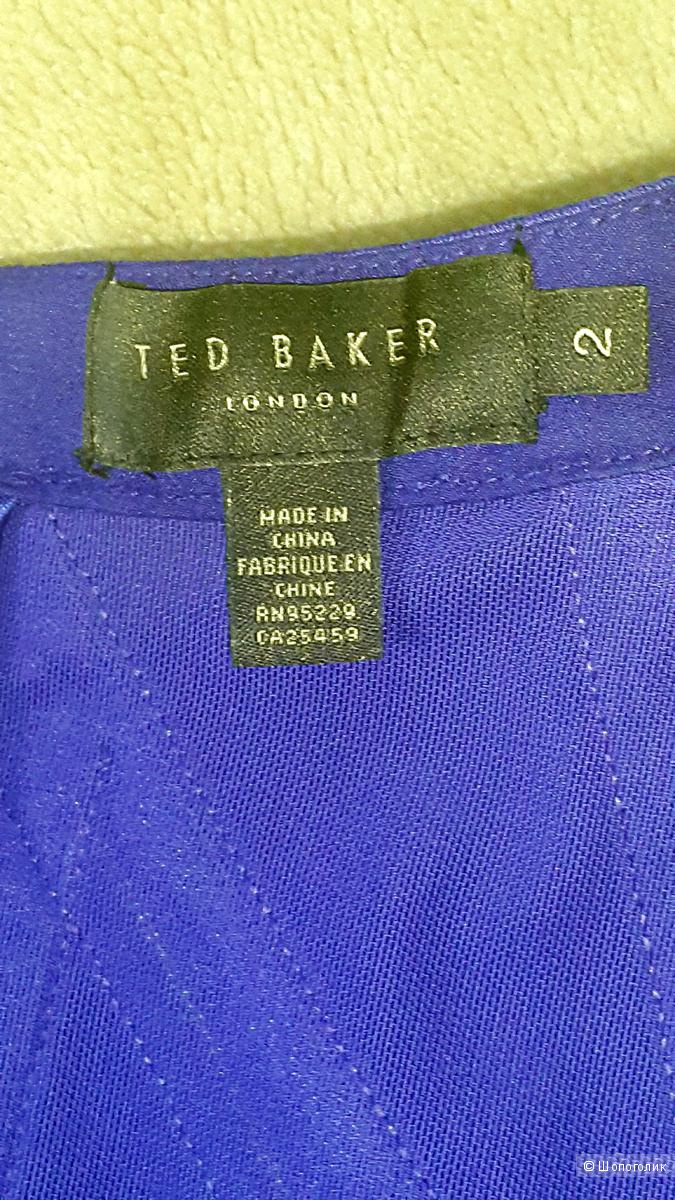 TED BAKER
LONDON
2
MADE IN
CHINA
FABRIQUE EN
CHINE
RN95229
CA25459
© Шопоголик